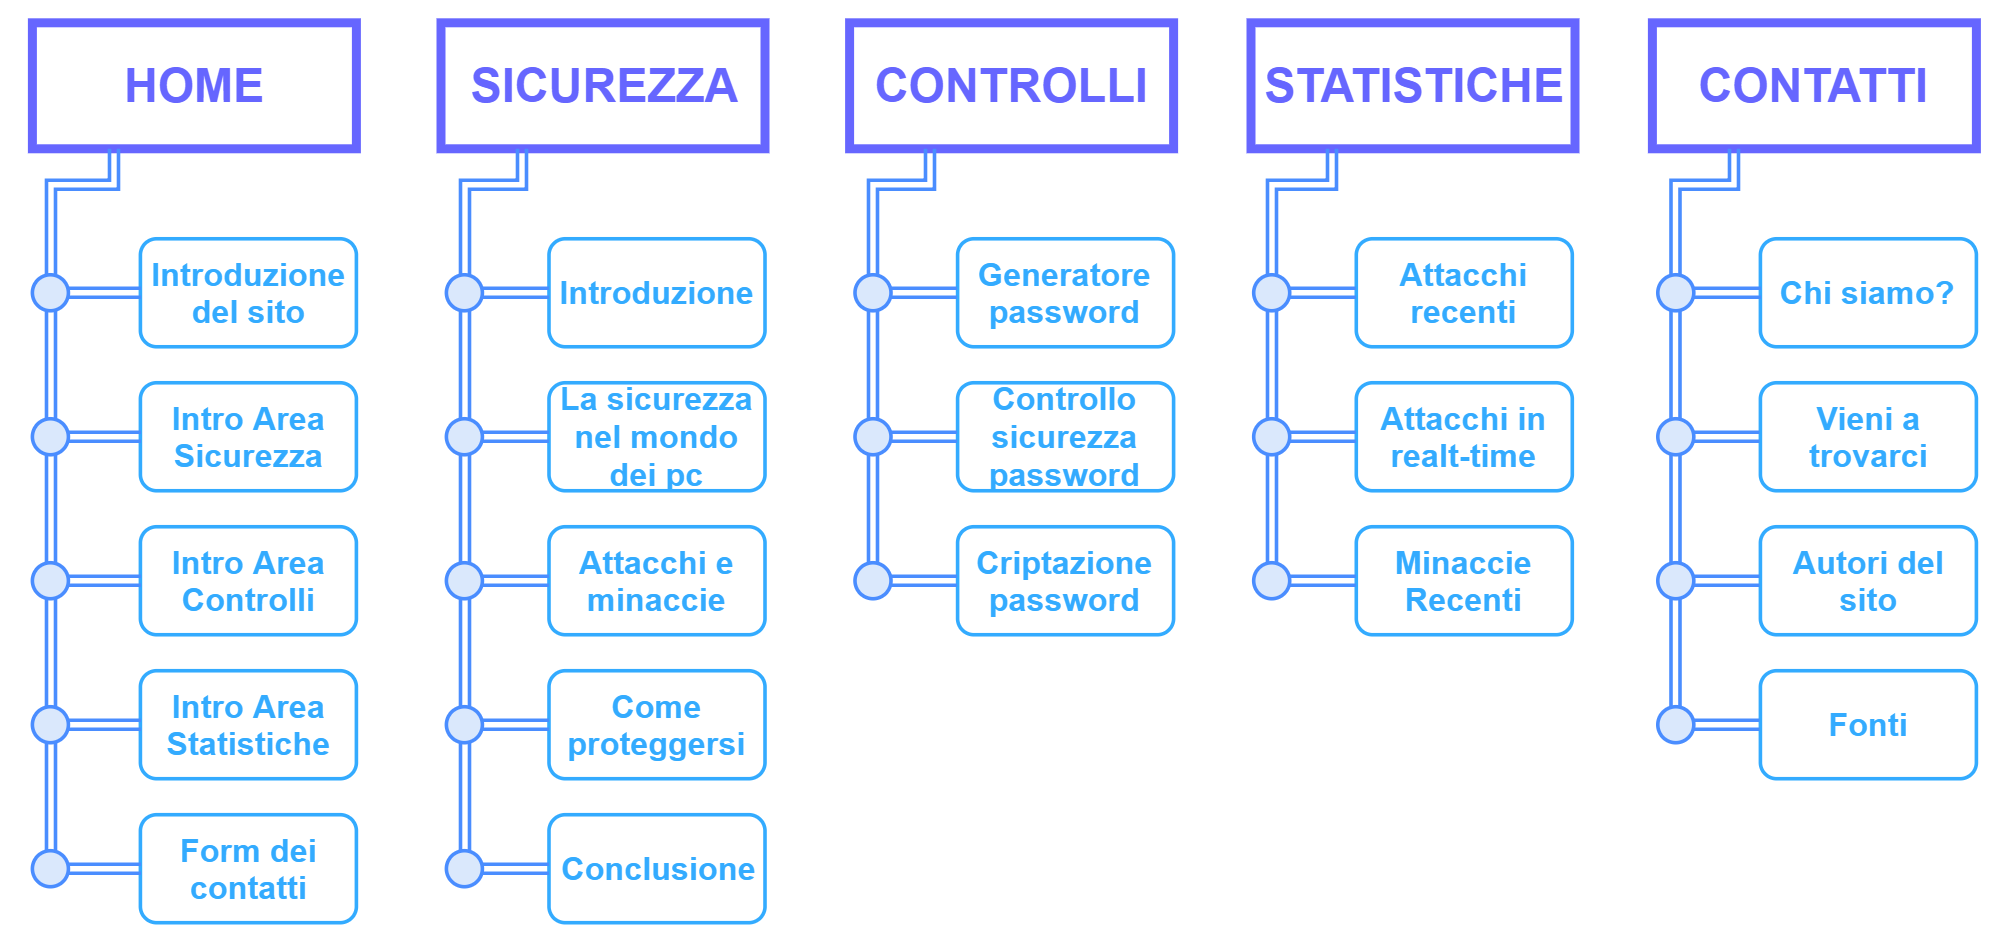 HOME
Introduzione
del sito
Intro Area
Sicurezza
Intro Area
Controlli
Intro Area
Statistiche
Form dei
contatti
SICUREZZA
Introduzione
La sicurezza
nel mondo
dei pc
Attacchi e
minaccie
Come
proteggersi
Conclusione
CONTROLLI
Generatore
password
Controllo
sicurezza
password
Criptazione
password
STATISTICHE
Attacchi
recenti
Attacchi in
realt-time
Minaccie
Recenti
CONTATTI
Chi siamo?
Vieni a
trovarci
Autori del
sito
Fonti